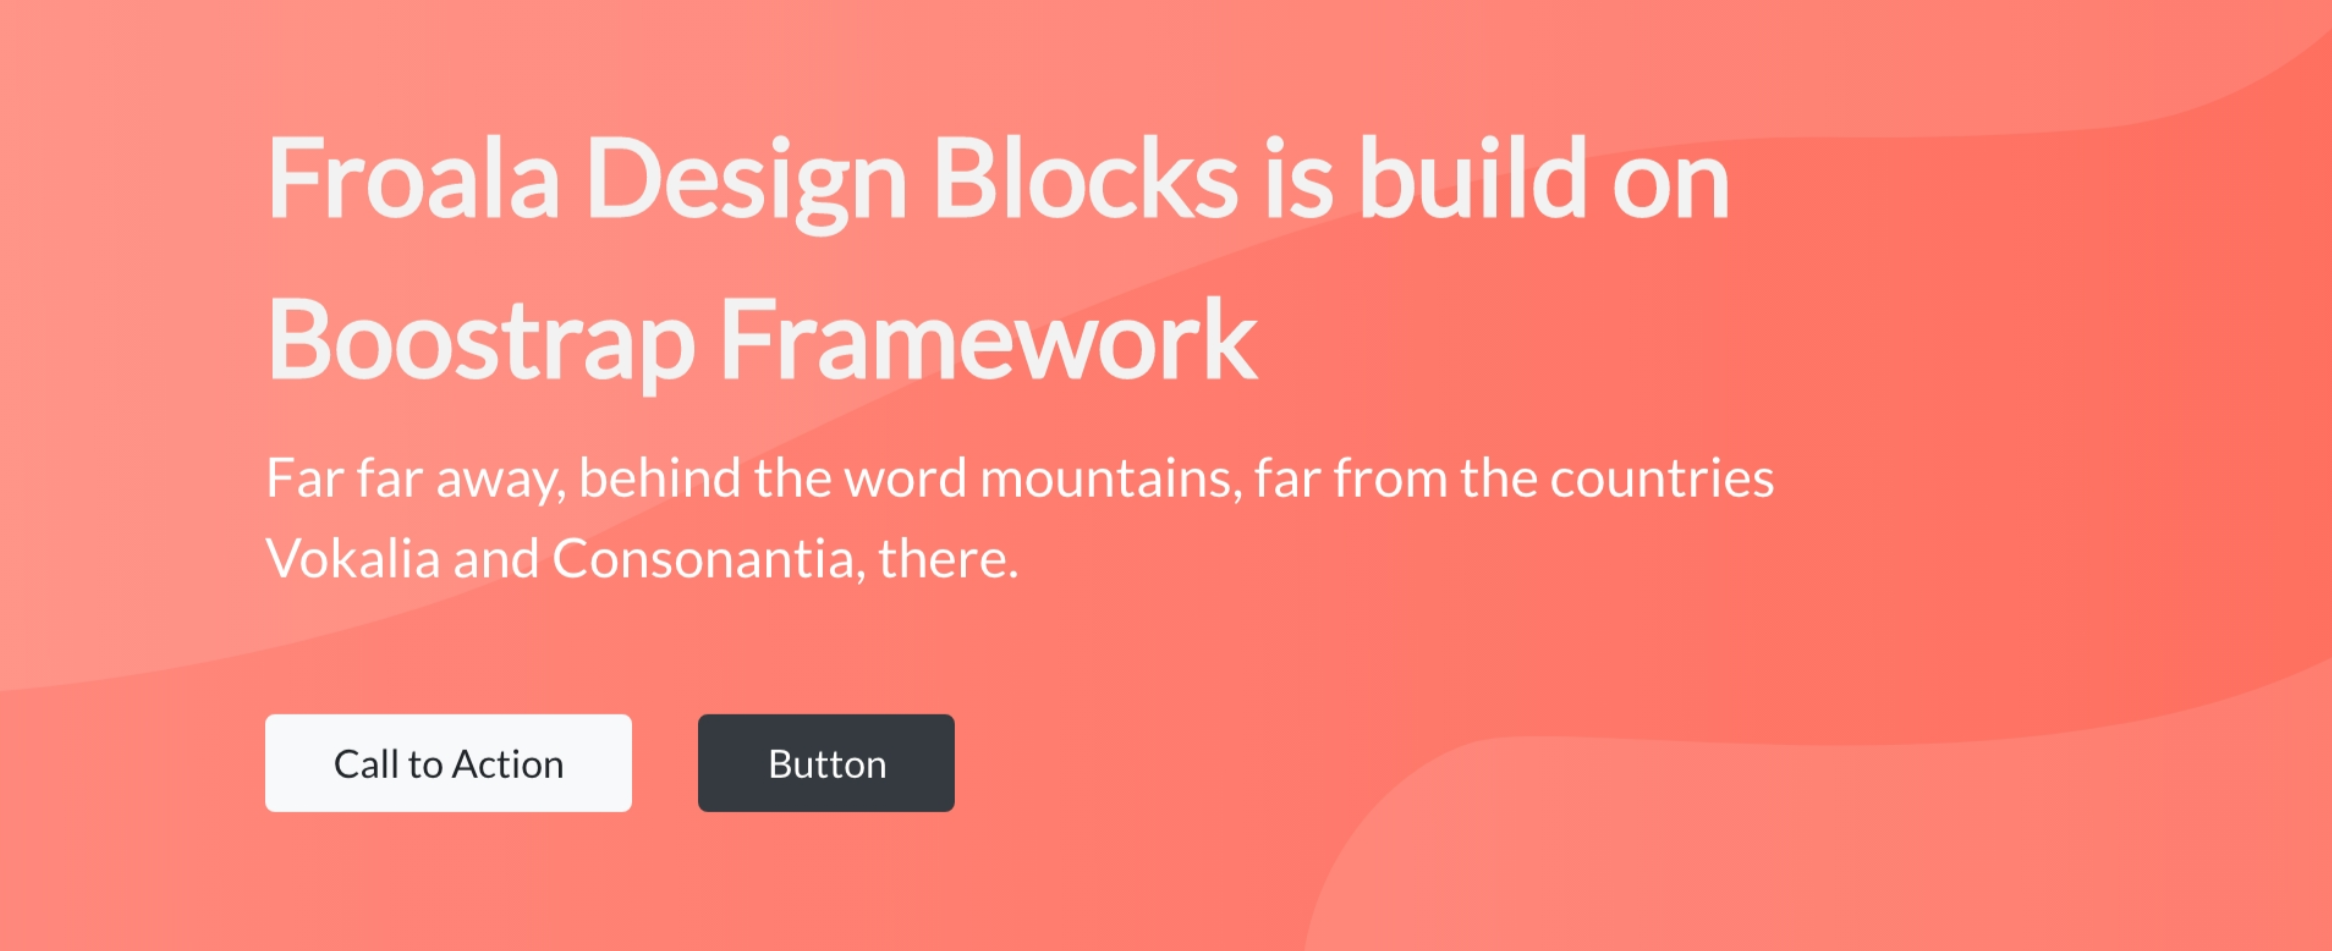 Froala Design Blocks is build on
Boostrap Framework
Far far away, behind the word mountains, far from the countries
Vokalia and Consonantia, there.
Call to Action
Button